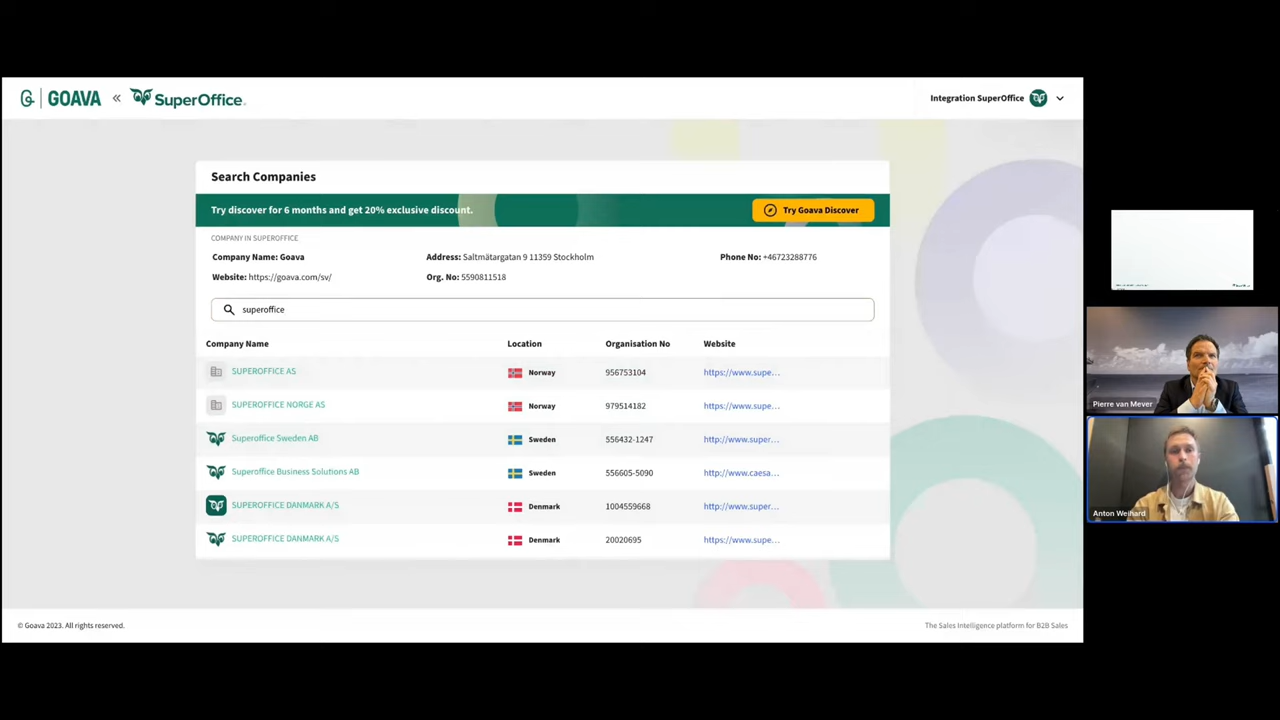 GOAVA « SuperOffice.
Integration SuperOffice
Search Companies
Try discover for 6 months and get 20% exclusive discount.
Try Goava Discover
COMPANY IN SUPEROFFICE
Company Name: Goava
Address: Saltmätargatan 9 11359 Stockholm
Phone No: +46723288776
Website: https://goava.com/sv/
Org. No: 5590811518
superoffice
Company Name Location Organisation No Website
SUPEROFFICE AS Norway 956753104 https://www.supe...
SUPEROFFICE NORGE AS Norway 979514182 https://www.supe...
Superoffice Sweden AB Sweden 556432-1247 https://www.super...
Superoffice Business Solutions AB Sweden 556605-5090 http://www.caesa...
SUPEROFFICE DANMARK A/S Denmark 1004559668 https://www.super...
SUPEROFFICE DANMARK A/S Denmark 20020695 https://www.supe...
© Goava 2023. All rights reserved.
The Sales Intelligence platform for B2B Sales
Pierre van Mever
Anton Weihard